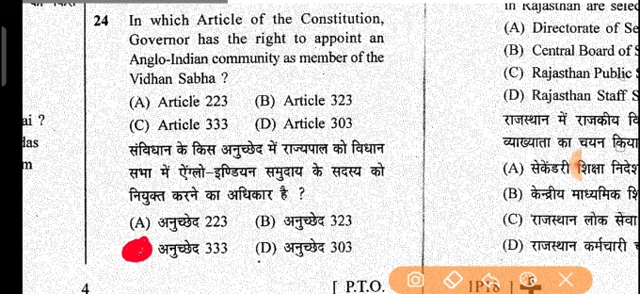 24 In which Article of the Constitution,
Governor has the right to appoint an
Anglo-Indian community as member of the
Vidhan Sabha ?
(A) Article 223 (B) Article 323
(C) Article 333 (D) Article 303
संविधान के किस अनुच्छेद में राज्यपाल को विधान
सभा में ऐंग्लो-इण्डियन समुदाय के सदस्य को
नियुक्त करने का अधिकार है ?
(A) अनुच्छेद 223 (B) अनुच्छेद 323
अनुच्छेद 333 (D) अनुच्छेद 303
4 [ P.T.O.
ai ?
las
m
in Rajasthan are
(A) Directorate of
(B) Central Board of
(C) Rajasthan Public
(D) Rajasthan Staff
राजस्थान में राजकीय
व्याख्याता का चयन किया
(A) सेकेंडरी शिक्षा
(B) केन्द्रीय माध्यमिक
(C) राजस्थान लोक सेवा
(D) राजस्थान कर्मचारी